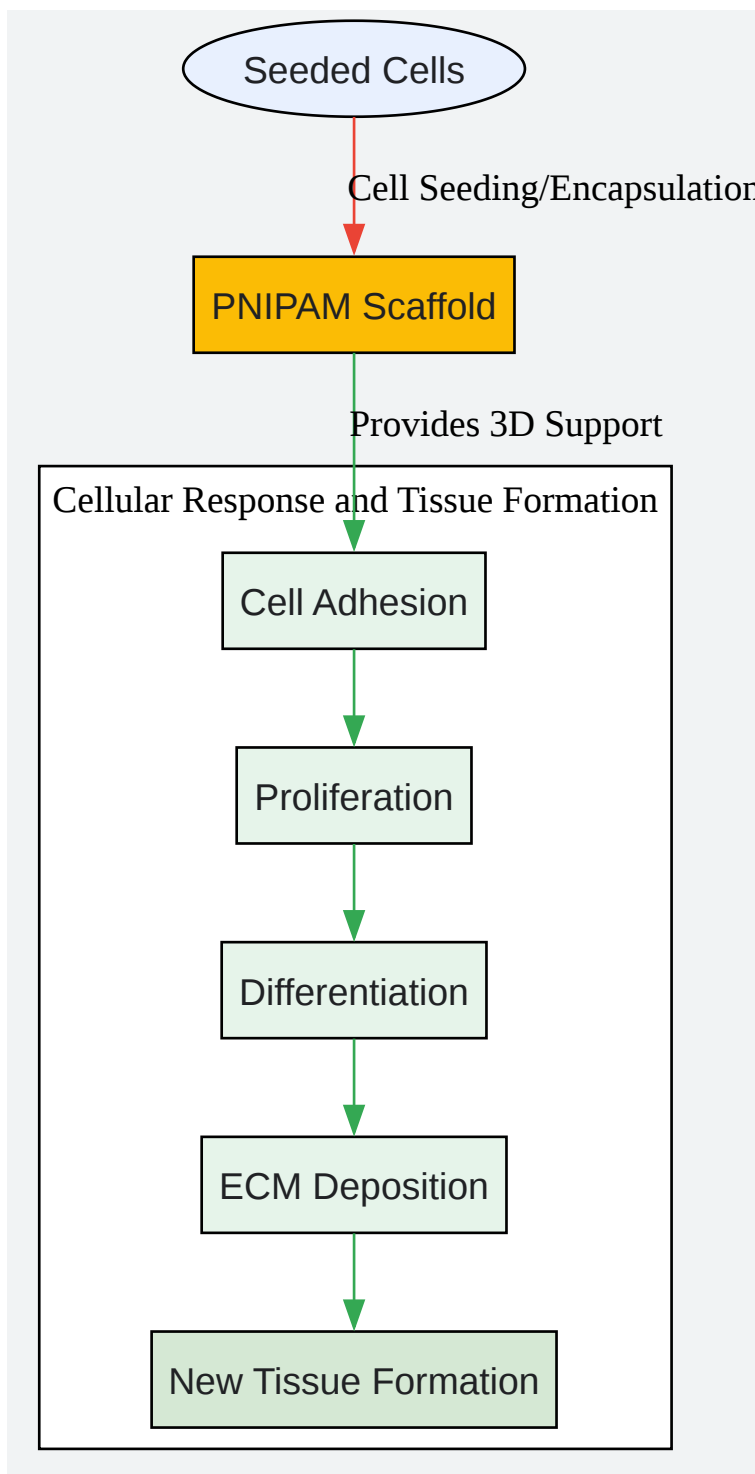 Seeded Cells
Cell Seeding/Encapsulation
PNIPAM Scaffold
Provides 3D Support
Cellular Response and Tissue Formation
Cell Adhesion
Proliferation
Differentiation
ECM Deposition
New Tissue Formation